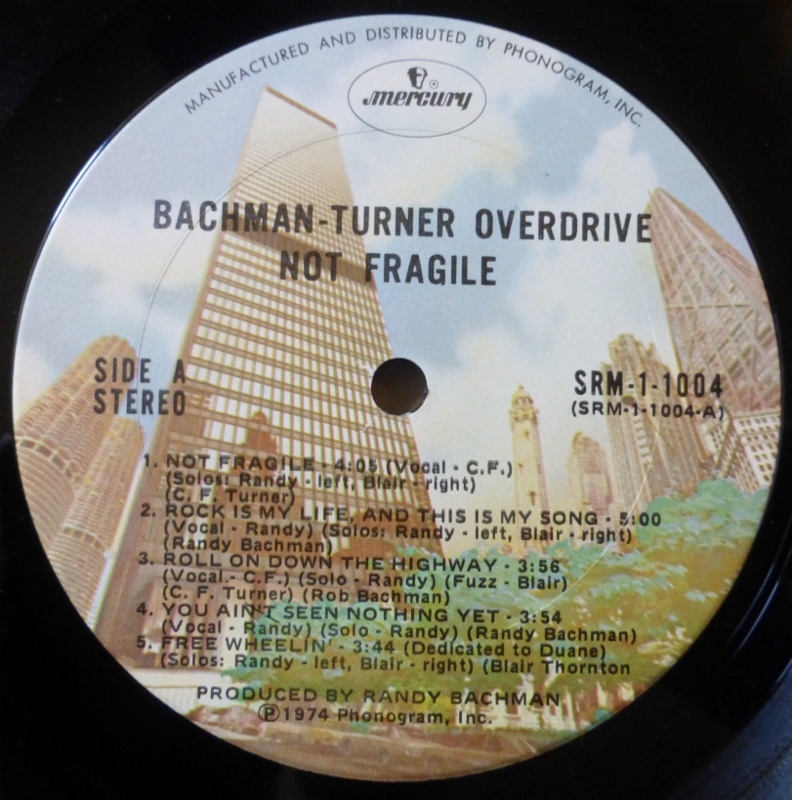 MANUFACTURED AND DISTRIBUTED BY PHONOGRAM, INC.
mercury
BACHMAN-TURNER OVERDRIVE
NOT FRAGILE
SIDE A
STEREO
SRM-1-1004
(SRM-1-1004-A)
1. NOT FRAGILE - 4:05 (Vocal - C.F.)
(Solos: Randy - left, Blair - right)
(C. F. Turner)
2. ROCK IS MY LIFE, AND THIS IS MY SONG - 5:00
(Vocal - Randy) (Solos: Randy - left, Blair - right)
(Randy Bachman)
3. ROLL ON DOWN THE HIGHWAY - 3:56
(Vocal - C.F.) (Solo - Randy) (Fuzz - Blair)
(C. F. Turner) (Rob Bachman)
4. YOU AIN'T SEEN NOTHING YET - 3:54
(Vocal - Randy) (Solo - Randy) (Randy Bachman)
5. FREE WHEELIN' - 3:44 (Dedicated to Duane)
(Solos: Randy - left, Blair - right) (Blair Thornton
PRODUCED BY RANDY BACHMAN
℗1974 Phonogram, Inc.